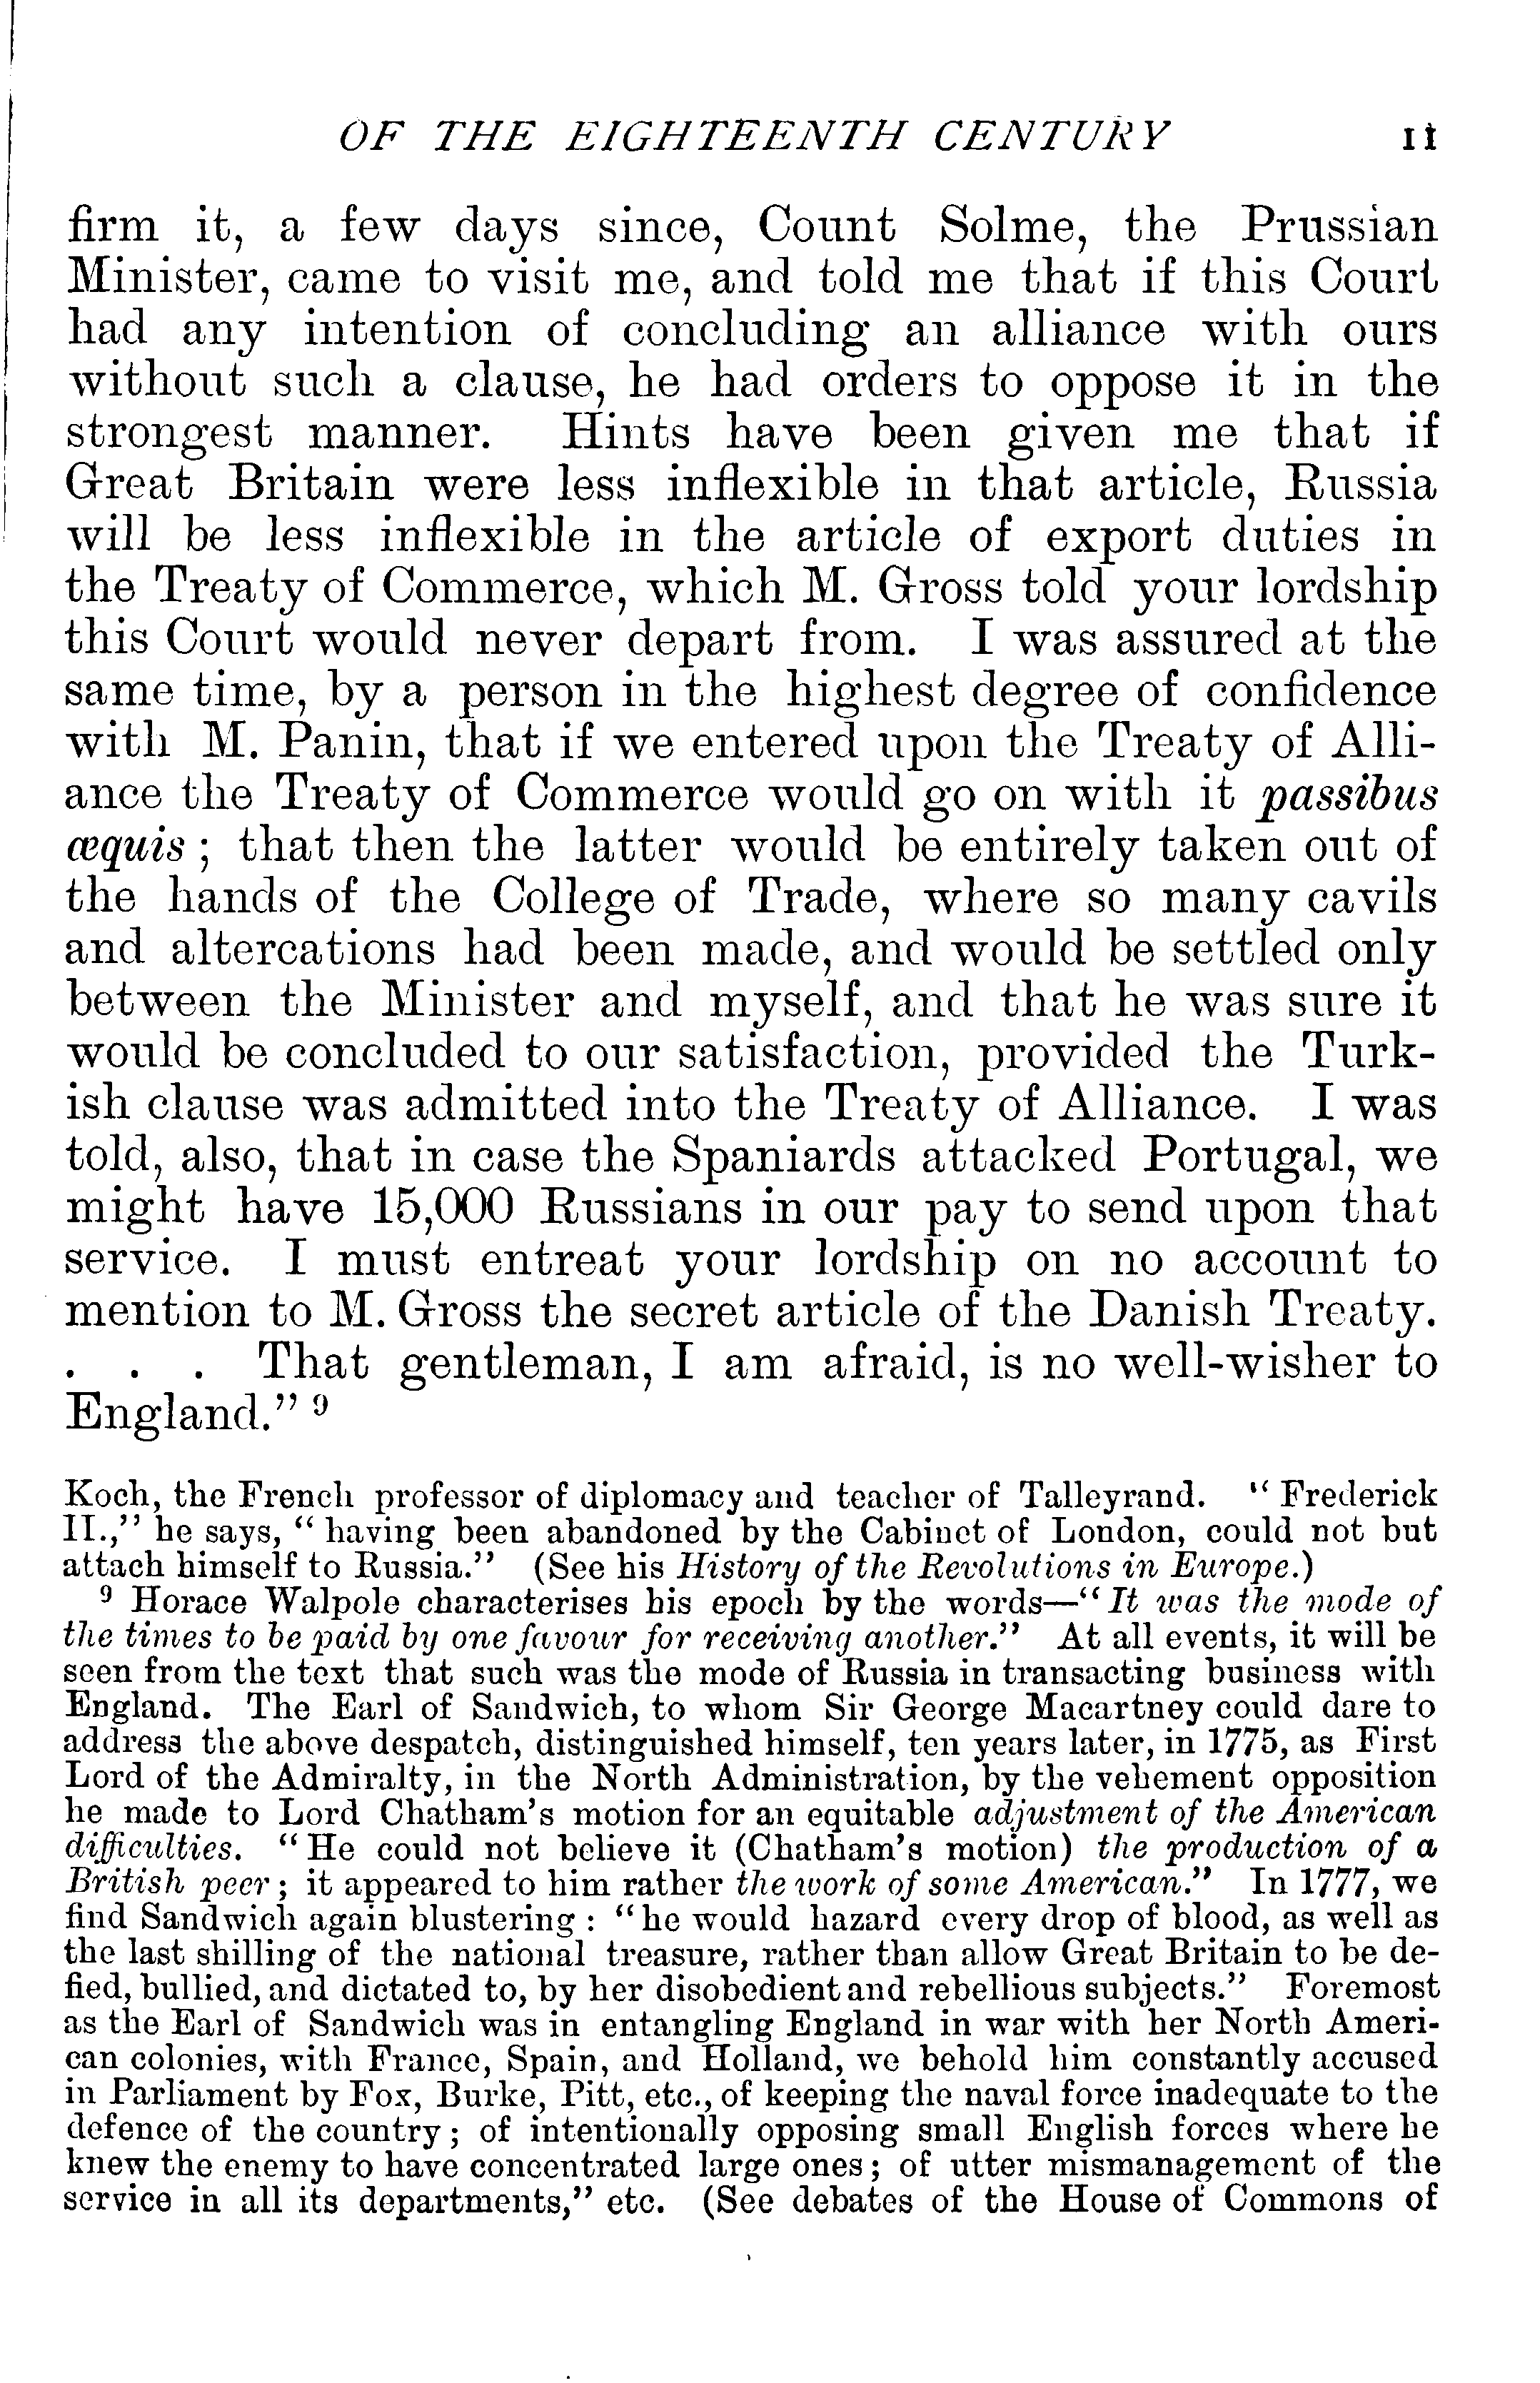 OF THE EIGHTEENTH CENTURY 11
firm it, a few days since, Count Solme, the Prussian
Minister, came to visit me, and told me that if this Court
had any intention of concluding an alliance with ours
without such a clause, he had orders to oppose it in the
strongest manner. Hints have been given me that if
Great Britain were less inflexible in that article, Russia
will be less inflexible in the article of export duties in
the Treaty of Commerce, which M. Gross told your lordship
this Court would never depart from. I was assured at the
same time, by a person in the highest degree of confidence
with M. Panin, that if we entered upon the Treaty of Alli-
ance the Treaty of Commerce would go on with it passibus
æquis; that then the latter would be entirely taken out of
the hands of the College of Trade, where so many cavils
and altercations had been made, and would be settled only
between the Minister and myself, and that he was sure it
would be concluded to our satisfaction, provided the Turk-
ish clause was admitted into the Treaty of Alliance. I was
told, also, that in case the Spaniards attacked Portugal, we
might have 15,000 Russians in our pay to send upon that
service. I must entreat your lordship on no account to
mention to M. Gross the secret article of the Danish Treaty.
. . . That gentleman, I am afraid, is no well-wisher to
England." 9
Koch, the French professor of diplomacy and teacher of Talleyrand. "Frederick
II.," he says, "having been abandoned by the Cabinet of London, could not but
attach himself to Russia." (See his History of the Revolutions in Europe.)
9 Horace Walpole characterises his epoch by the words—"It was the mode of
the times to be paid by one favour for receiving another." At all events, it will be
seen from the text that such was the mode of Russia in transacting business with
England. The Earl of Sandwich, to whom Sir George Macartney could dare to
address the above despatch, distinguished himself, ten years later, in 1775, as First
Lord of the Admiralty, in the North Administration, by the vehement opposition
he made to Lord Chatham's motion for an equitable adjustment of the American
difficulties. "He could not believe it (Chatham's motion) the production of a
British peer; it appeared to him rather the work of some American." In 1777, we
find Sandwich again blustering: "he would hazard every drop of blood, as well as
the last shilling of the national treasure, rather than allow Great Britain to be de-
fied, bullied, and dictated to, by her disobedient and rebellious subjects." Foremost
as the Earl of Sandwich was in entangling England in war with her North Ameri-
can colonies, with France, Spain, and Holland, we behold him constantly accused
in Parliament by Fox, Burke, Pitt, etc., of keeping the naval force inadequate to the
defence of the country; of intentionally opposing small English forces where he
knew the enemy to have concentrated large ones; of utter mismanagement of the
service in all its departments," etc. (See debates of the House of Commons of